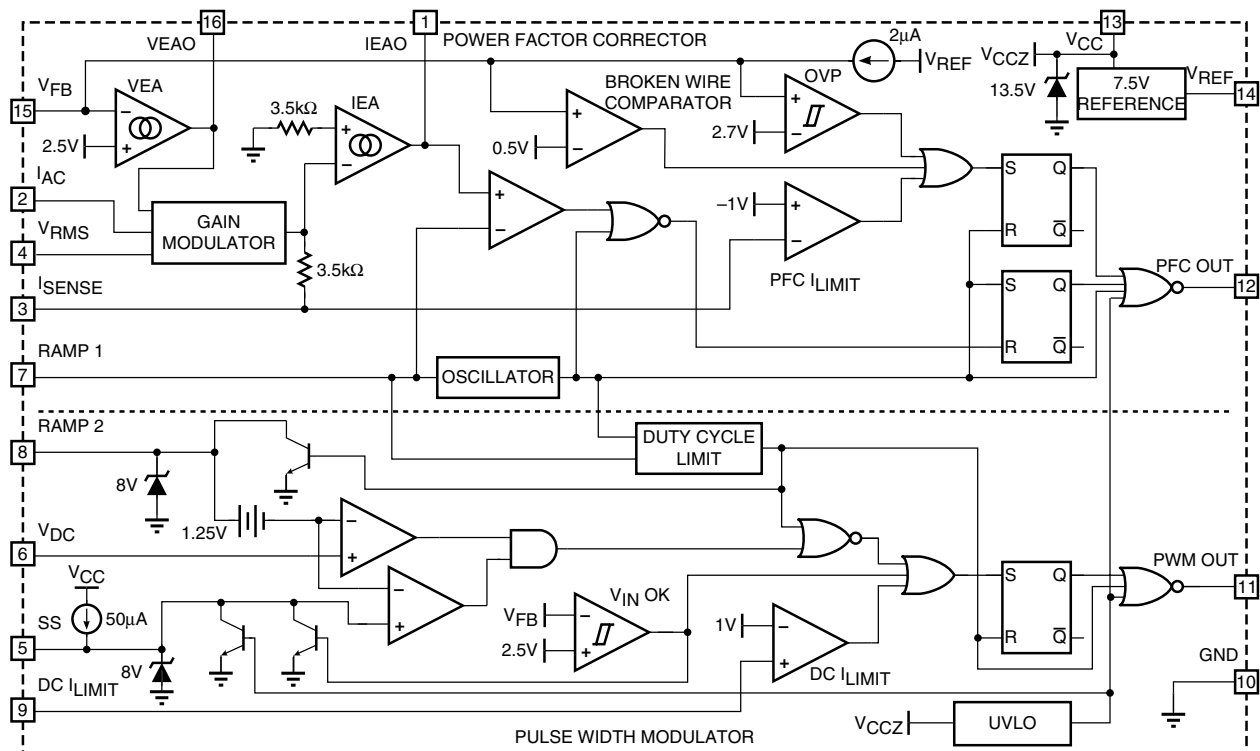 16
1
13
VEAO
IEAO
POWER FACTOR CORRECTOR
2µA
VCC
VCCZ
VREF
VREF
VFB
VEA
IEA
BROKEN WIRE
COMPARATOR
OVP
13.5V
7.5V
REFERENCE
14
15
3.5kΩ
2.5V
0.5V
2.7V
IAC
2
VRMS
4
GAIN
MODULATOR
–1V
S
Q
R
Q
3.5kΩ
PFC ILIMIT
ISENSE
3
S
Q
R
Q
PFC OUT
12
RAMP 1
7
OSCILLATOR
RAMP 2
8
DUTY CYCLE
LIMIT
8V
1.25V
VDC
6
VCC
50µA
SS
5
8V
VIN OK
VFB
2.5V
1V
DC ILIMIT
S
Q
R
Q
PWM OUT
11
GND
10
DC ILIMIT
9
VCCZ
UVLO
PULSE WIDTH MODULATOR